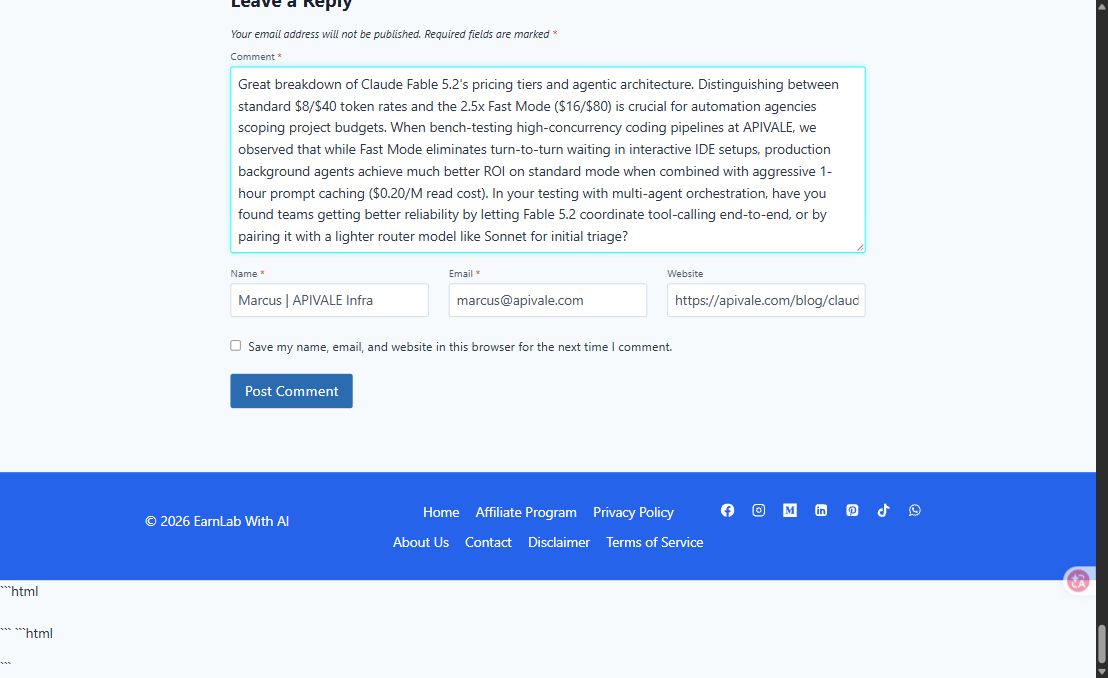 Leave a Reply
Your email address will not be published. Required fields are marked *
Comment *
Great breakdown of Claude Fable 5.2's pricing tiers and agentic architecture. Distinguishing between
standard $8/$40 token rates and the 2.5x Fast Mode ($16/$80) is crucial for automation agencies
scoping project budgets. When bench-testing high-concurrency coding pipelines at APIVALE, we
observed that while Fast Mode eliminates turn-to-turn waiting in interactive IDE setups, production
background agents achieve much better ROI on standard mode when combined with aggressive 1-
hour prompt caching ($0.20/M read cost). In your testing with multi-agent orchestration, have you
found teams getting better reliability by letting Fable 5.2 coordinate tool-calling end-to-end, or by
pairing it with a lighter router model like Sonnet for initial triage?
Name * Email * Website
Marcus | APIVALE Infra marcus@apivale.com https://apivale.com/blog/claud
Save my name, email, and website in this browser for the next time I comment.
Post Comment
Home Affiliate Program Privacy Policy
© 2026 EarnLab With AI
About Us Contact Disclaimer Terms of Service
```html
``` ```html
```